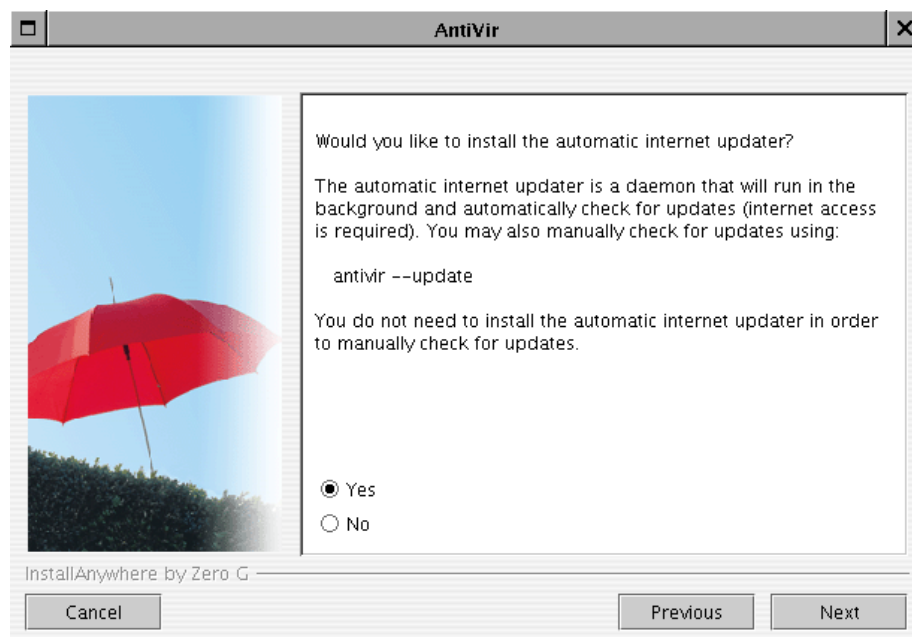 AntiVir
Would you like to install the automatic internet updater?
The automatic internet updater is a daemon that will run in the
background and automatically check for updates (internet access
is required). You may also manually check for updates using:
antivir --update
You do not need to install the automatic internet updater in order
to manually check for updates.
Yes
No
InstallAnywhere by Zero G
Cancel
Previous
Next